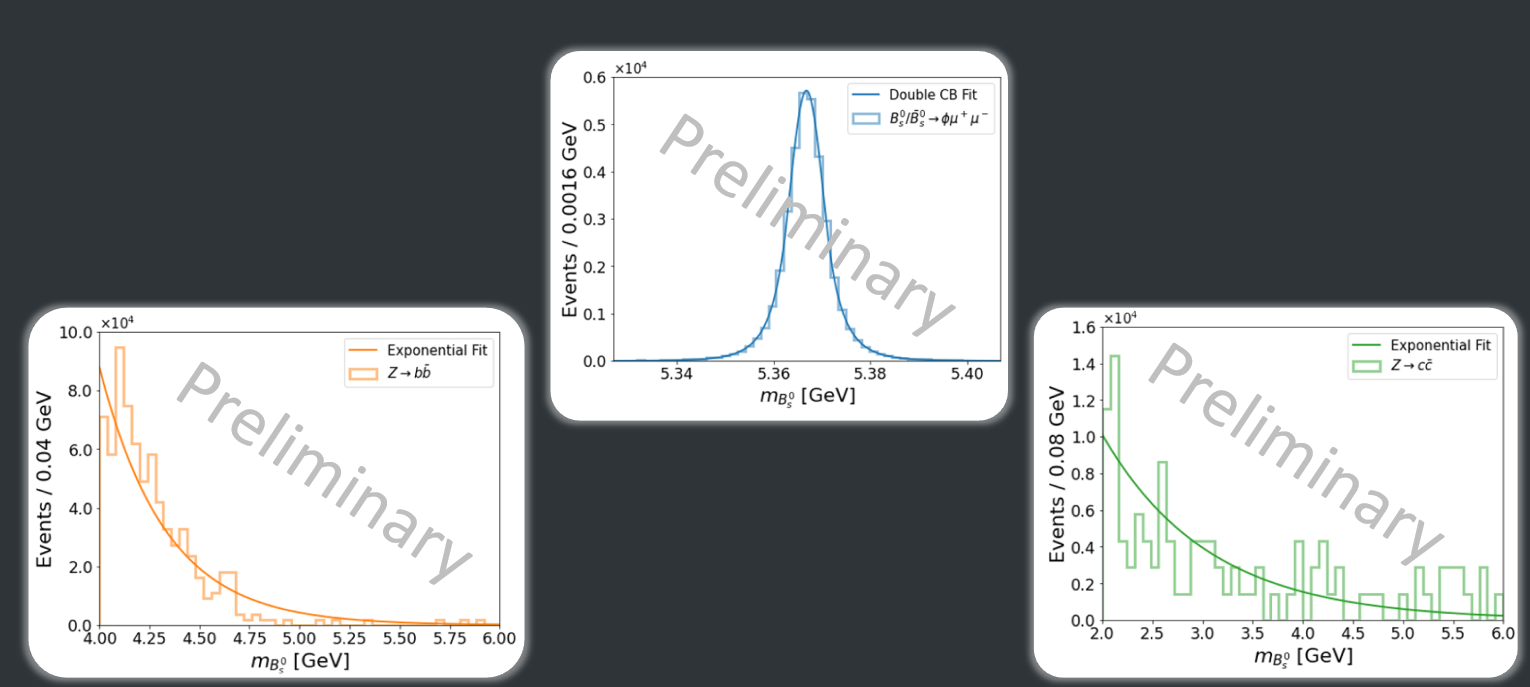 ×10⁴
0.6
0.5
0.4
0.3
0.2
0.1
0.0
Events / 0.0016 GeV
Double CB Fit
B⁰ₛ/B̄⁰ₛ → ϕμ⁺μ⁻
Preliminary
5.34 5.36 5.38 5.40
m_{B⁰ₛ} [GeV]
×10⁴
10.0
8.0
6.0
4.0
2.0
0.0
Events / 0.04 GeV
Exponential Fit
Z → bb̄
Preliminary
4.00 4.25 4.50 4.75 5.00 5.25 5.50 5.75 6.00
m_{B⁰ₛ} [GeV]
×10⁴
1.6
1.4
1.2
1.0
0.8
0.6
0.4
0.2
0.0
Events / 0.08 GeV
Exponential Fit
Z → cc̄
Preliminary
2.0 2.5 3.0 3.5 4.0 4.5 5.0 5.5 6.0
m_{B⁰ₛ} [GeV]